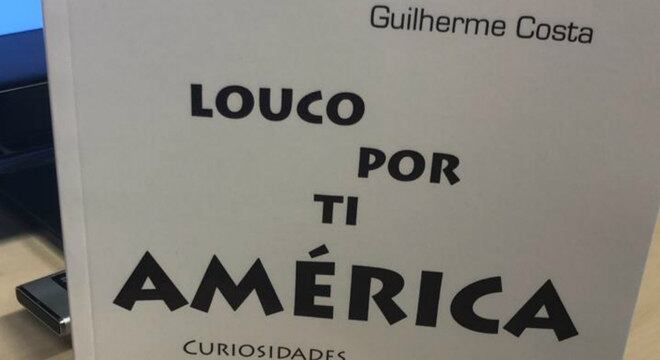 Guilherme Costa
LOUCO
POR
TI
AMÉRICA
CURIOSIDADES